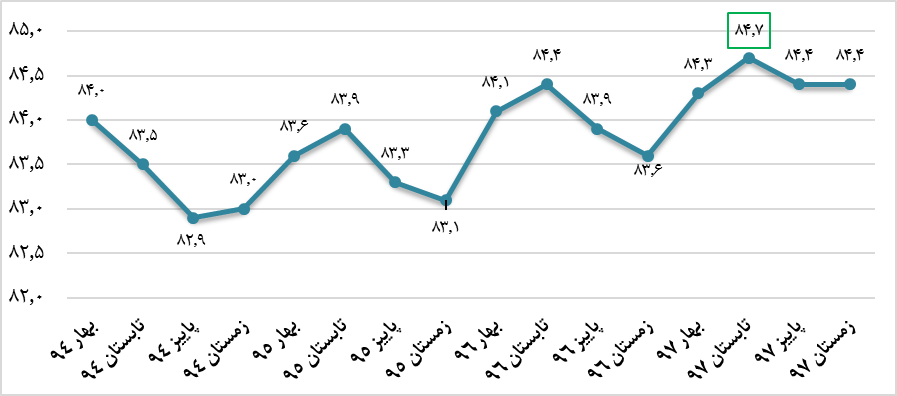 ۸۵٫۰
۸۴٫۵
۸۴٫۰
۸۳٫۵
۸۳٫۰
۸۲٫۵
۸۲٫۰
۸۴٫۰
۸۳٫۵
۸۲٫۹
۸۳٫۰
۸۳٫۶
۸۳٫۹
۸۳٫۳
۸۳٫۱
۸۴٫۱
۸۴٫۴
۸۳٫۹
۸۳٫۶
۸۴٫۳
۸۴٫۷
۸۴٫۴
۸۴٫۴
بهار ۹۴
تابستان ۹۴
پاییز ۹۴
زمستان ۹۴
بهار ۹۵
تابستان ۹۵
پاییز ۹۵
زمستان ۹۵
بهار ۹۶
تابستان ۹۶
پاییز ۹۶
زمستان ۹۶
بهار ۹۷
تابستان ۹۷
پاییز ۹۷
زمستان ۹۷